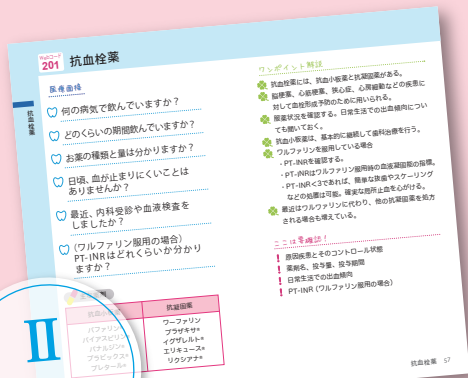 Webコード
201
抗血栓薬
抗血栓薬
医療面接
何の病気で飲んでいますか？
どのくらいの期間飲んでいますか？
お薬の種類と量は分かりますか？
日頃、血が止まりにくいことは
ありませんか？
最近、内科受診や血液検査を
しましたか？
（ワルファリン服用の場合）
PT-INRはどれくらいか分かり
ますか？
抗凝固薬
バファリン®
バイアスピリン®
パナルジン®
プラビックス®
プレタール®
ワーファリン
プラザキサ®
イグザレルト®
エリキュース®
リクシアナ®
II
ワンポイント解説
抗血栓薬には、抗血小板薬と抗凝固薬がある。
脳梗塞、心筋梗塞、狭心症、心房細動などの疾患に
対して血栓形成予防のために用いられる。
服薬状況を確認する。日常生活での出血傾向につい
ても聞いておく。
抗血小板薬は、基本的に継続して歯科治療を行う。
ワルファリンを服用している場合
・PT-INRを確認する。
・PT-INRはワルファリン服用時の血液凝固能の指標。
・PT-INR<3であれば、簡単な抜歯やスケーリング
などの処置は可能。確実な局所止血を心がける。
最近はワルファリンに代わり、他の抗凝固薬を処方
される場合も増えている。
ここは要確認！
原因疾患とそのコントロール状態
薬剤名、投与量、投与期間
日常生活での出血傾向
PT-INR（ワルファリン服用の場合）
抗血栓薬 57